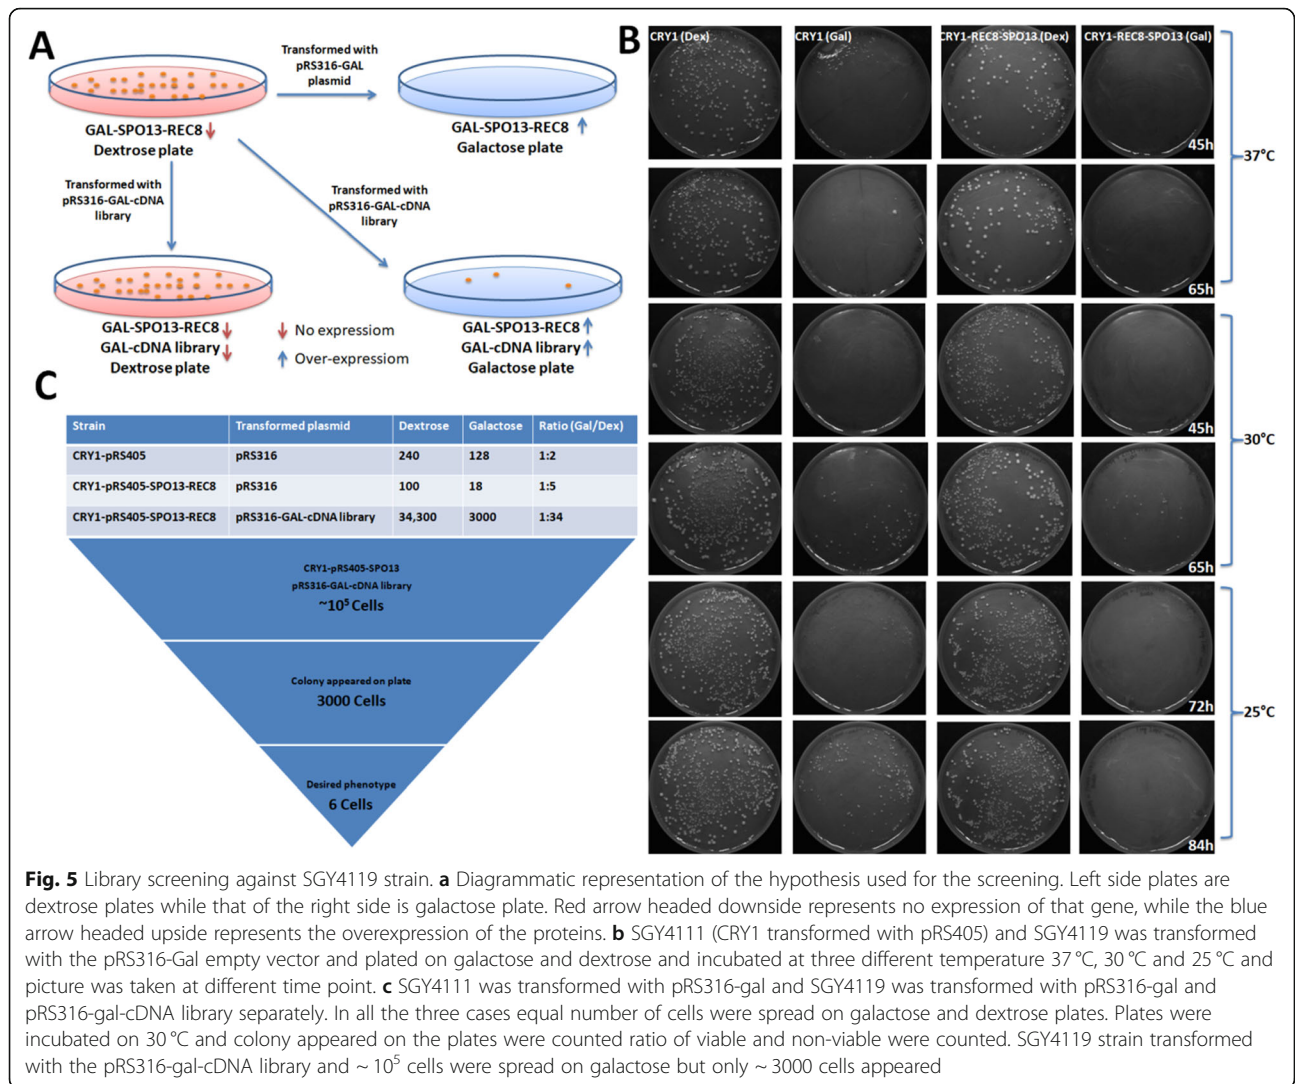 A
Transformed with
pRS316-GAL
plasmid
GAL-SPO13-REC8
Dextrose plate
GAL-SPO13-REC8
Galactose plate
Transformed with
pRS316-GAL-cDNA
library
Transformed with
pRS316-GAL-cDNA
library
GAL-SPO13-REC8
GAL-cDNA library
Dextrose plate
No expressiom
Over-expressiom
GAL-SPO13-REC8
GAL-cDNA library
Galactose plate
B
CRY1 (Dex)
CRY1 (Gal)
CRY1-REC8-SPO13 (Dex)
CRY1-REC8-SPO13 (Gal)
45h
37°C
65h
45h
30°C
65h
72h
25°C
84h
C
Strain Transformed plasmid Dextrose Galactose Ratio (Gal/Dex)
CRY1-pRS405 pRS316 240 128 1:2
CRY1-pRS405-SPO13-REC8 pRS316 100 18 1:5
CRY1-pRS405-SPO13-REC8 pRS316-GAL-cDNA library 34,300 3000 1:34
CRY1-pRS405-SPO13
pRS316-GAL-cDNA library
~10⁵ Cells
Colony appeared on plate
3000 Cells
Desired phenotype
6 Cells
Fig. 5 Library screening against SGY4119 strain. a Diagrammatic representation of the hypothesis used for the screening. Left side plates are
dextrose plates while that of the right side is galactose plate. Red arrow headed downside represents no expression of that gene, while the blue
arrow headed upside represents the overexpression of the proteins. b SGY4111 (CRY1 transformed with pRS405) and SGY4119 was transformed
with the pRS316-Gal empty vector and plated on galactose and dextrose and incubated at three different temperature 37 °C, 30 °C and 25 °C and
picture was taken at different time point. c SGY4111 was transformed with pRS316-gal and SGY4119 was transformed with pRS316-gal and
pRS316-gal-cDNA library separately. In all the three cases equal number of cells were spread on galactose and dextrose plates. Plates were
incubated on 30 °C and colony appeared on the plates were counted ratio of viable and non-viable were counted. SGY4119 strain transformed
with the pRS316-gal-cDNA library and ~ 10⁵ cells were spread on galactose but only ~ 3000 cells appeared